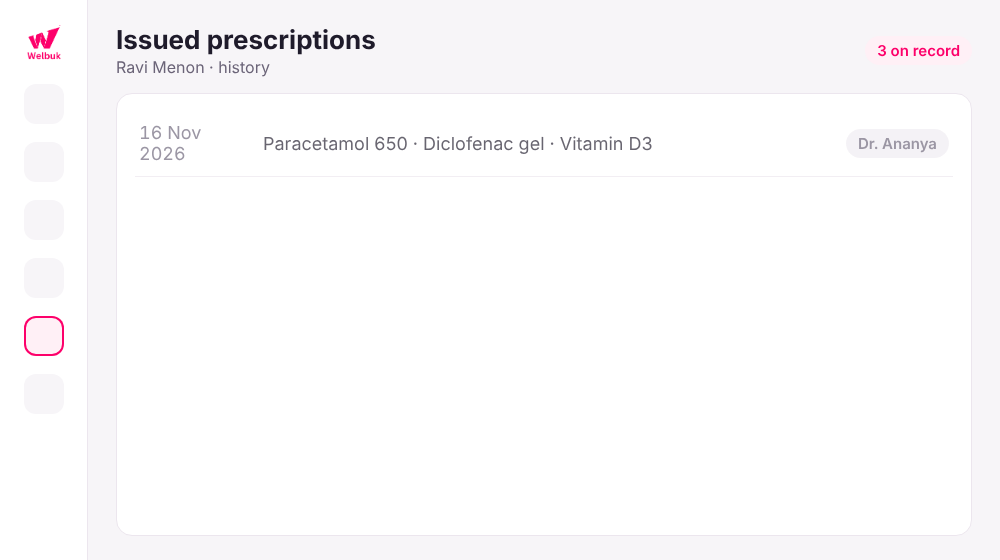 Welbuk
Issued prescriptions
Ravi Menon · history
3 on record
16 Nov
2026
Paracetamol 650 · Diclofenac gel · Vitamin D3
Dr. Ananya